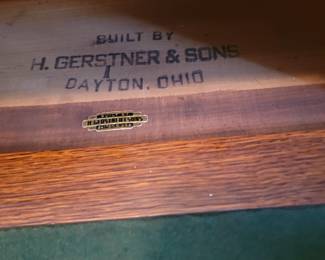 BUILT BY
H. GERSTNER & SONS
DAYTON, OHIO